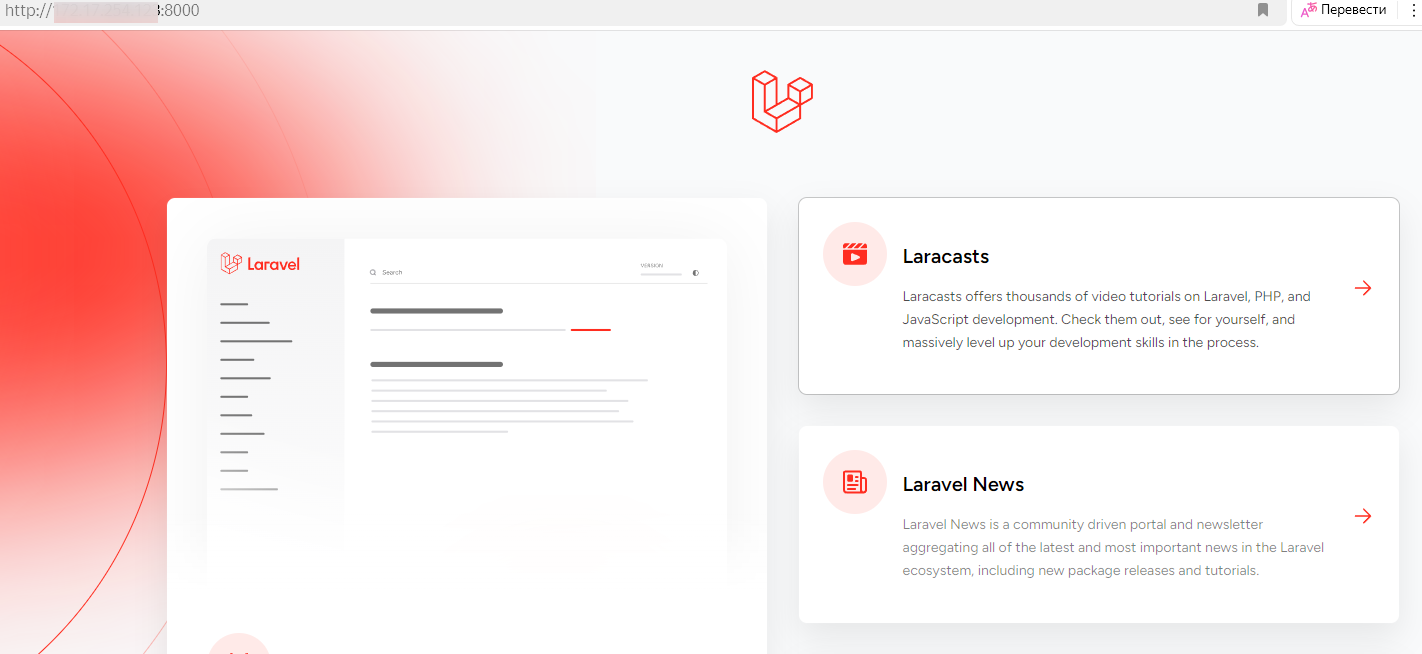 http://
:8000
Перевести
Laravel
Search
VERSION
Laracasts
Laracasts offers thousands of video tutorials on Laravel, PHP, and
JavaScript development. Check them out, see for yourself, and
massively level up your development skills in the process.
Laravel News
Laravel News is a community driven portal and newsletter
aggregating all of the latest and most important news in the Laravel
ecosystem, including new package releases and tutorials.